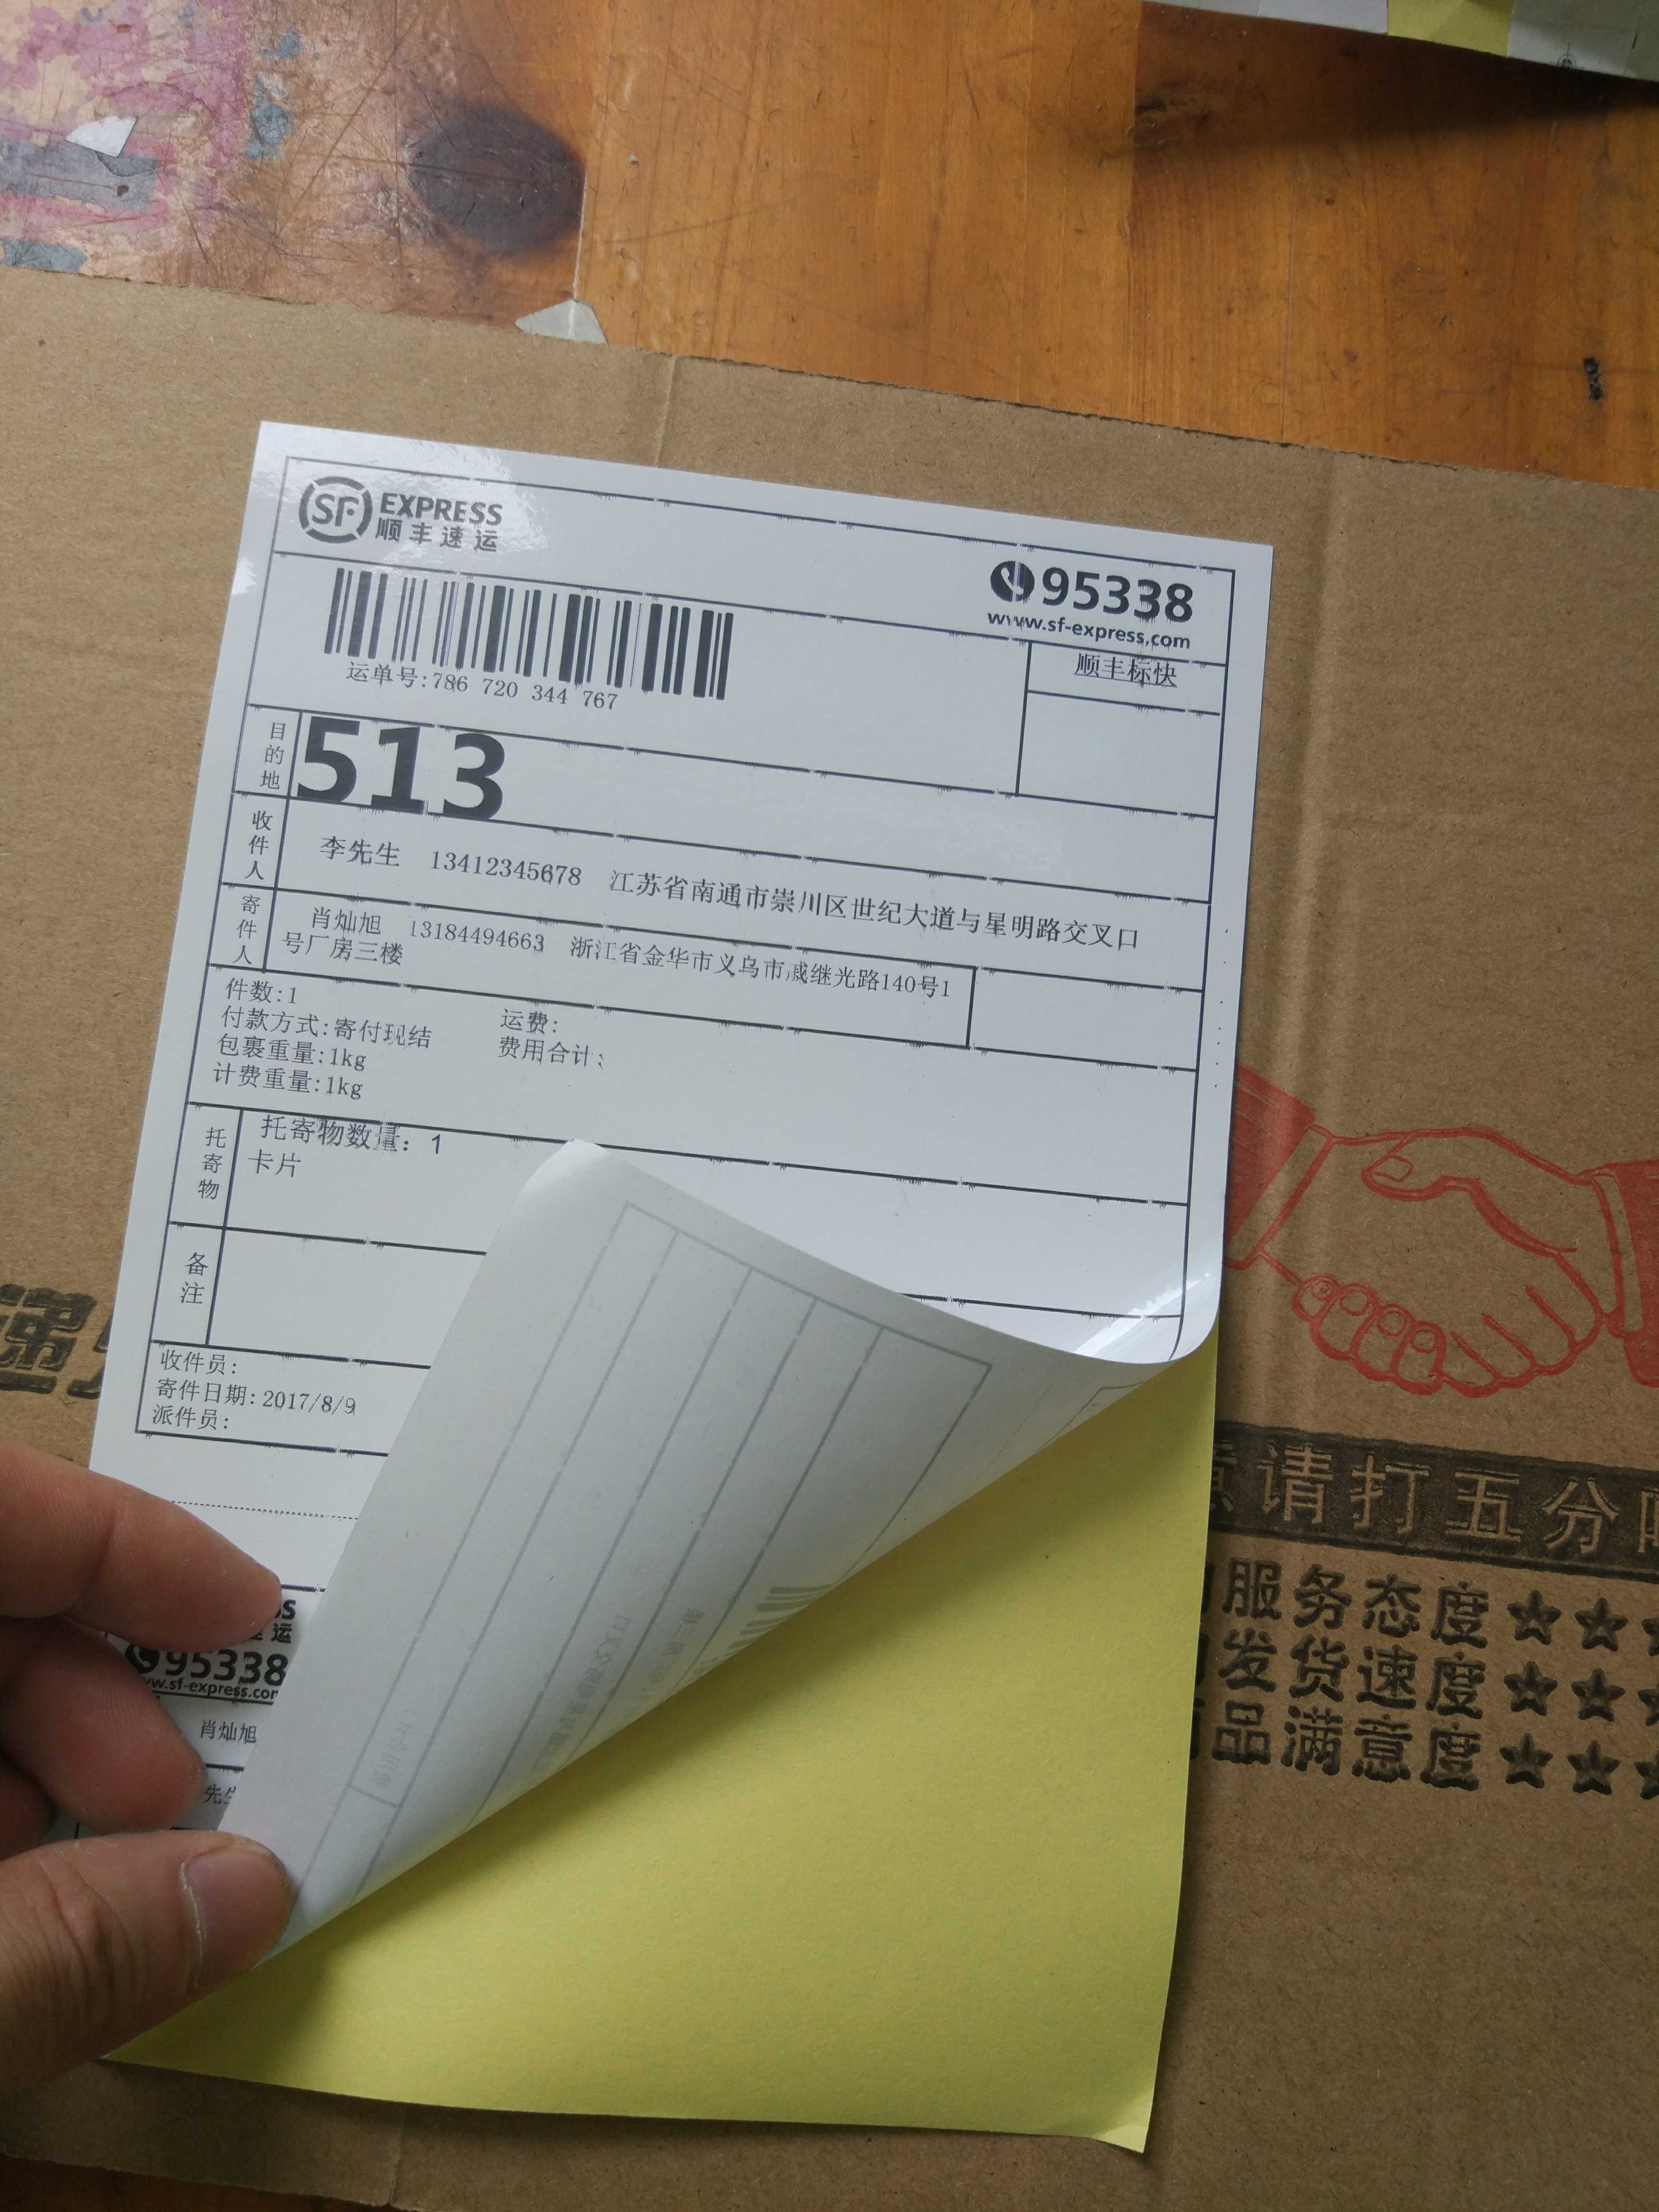 SF EXPRESS
顺丰速运
95338
www.sf-express.com
运单号:786 720 344 767
顺丰标快
目的地
513
收件人
李先生 13412345678 江苏省南通市崇川区世纪大道与星明路交叉口
寄件人
肖灿旭 13184494663 浙江省金华市义乌市戚继光路140号1
号厂房三楼
件数:1
付款方式:寄付现结
包裹重量:1kg
计费重量:1kg
运费:
费用合计:
托寄物
托寄物数量: 1
卡片
备注
收件员:
寄件日期:2017/8/9
派件员:
运
95338
www.sf-express.com
肖灿旭
先生
递
请打五分
服务态度☆☆
发货速度☆☆
品满意度☆☆